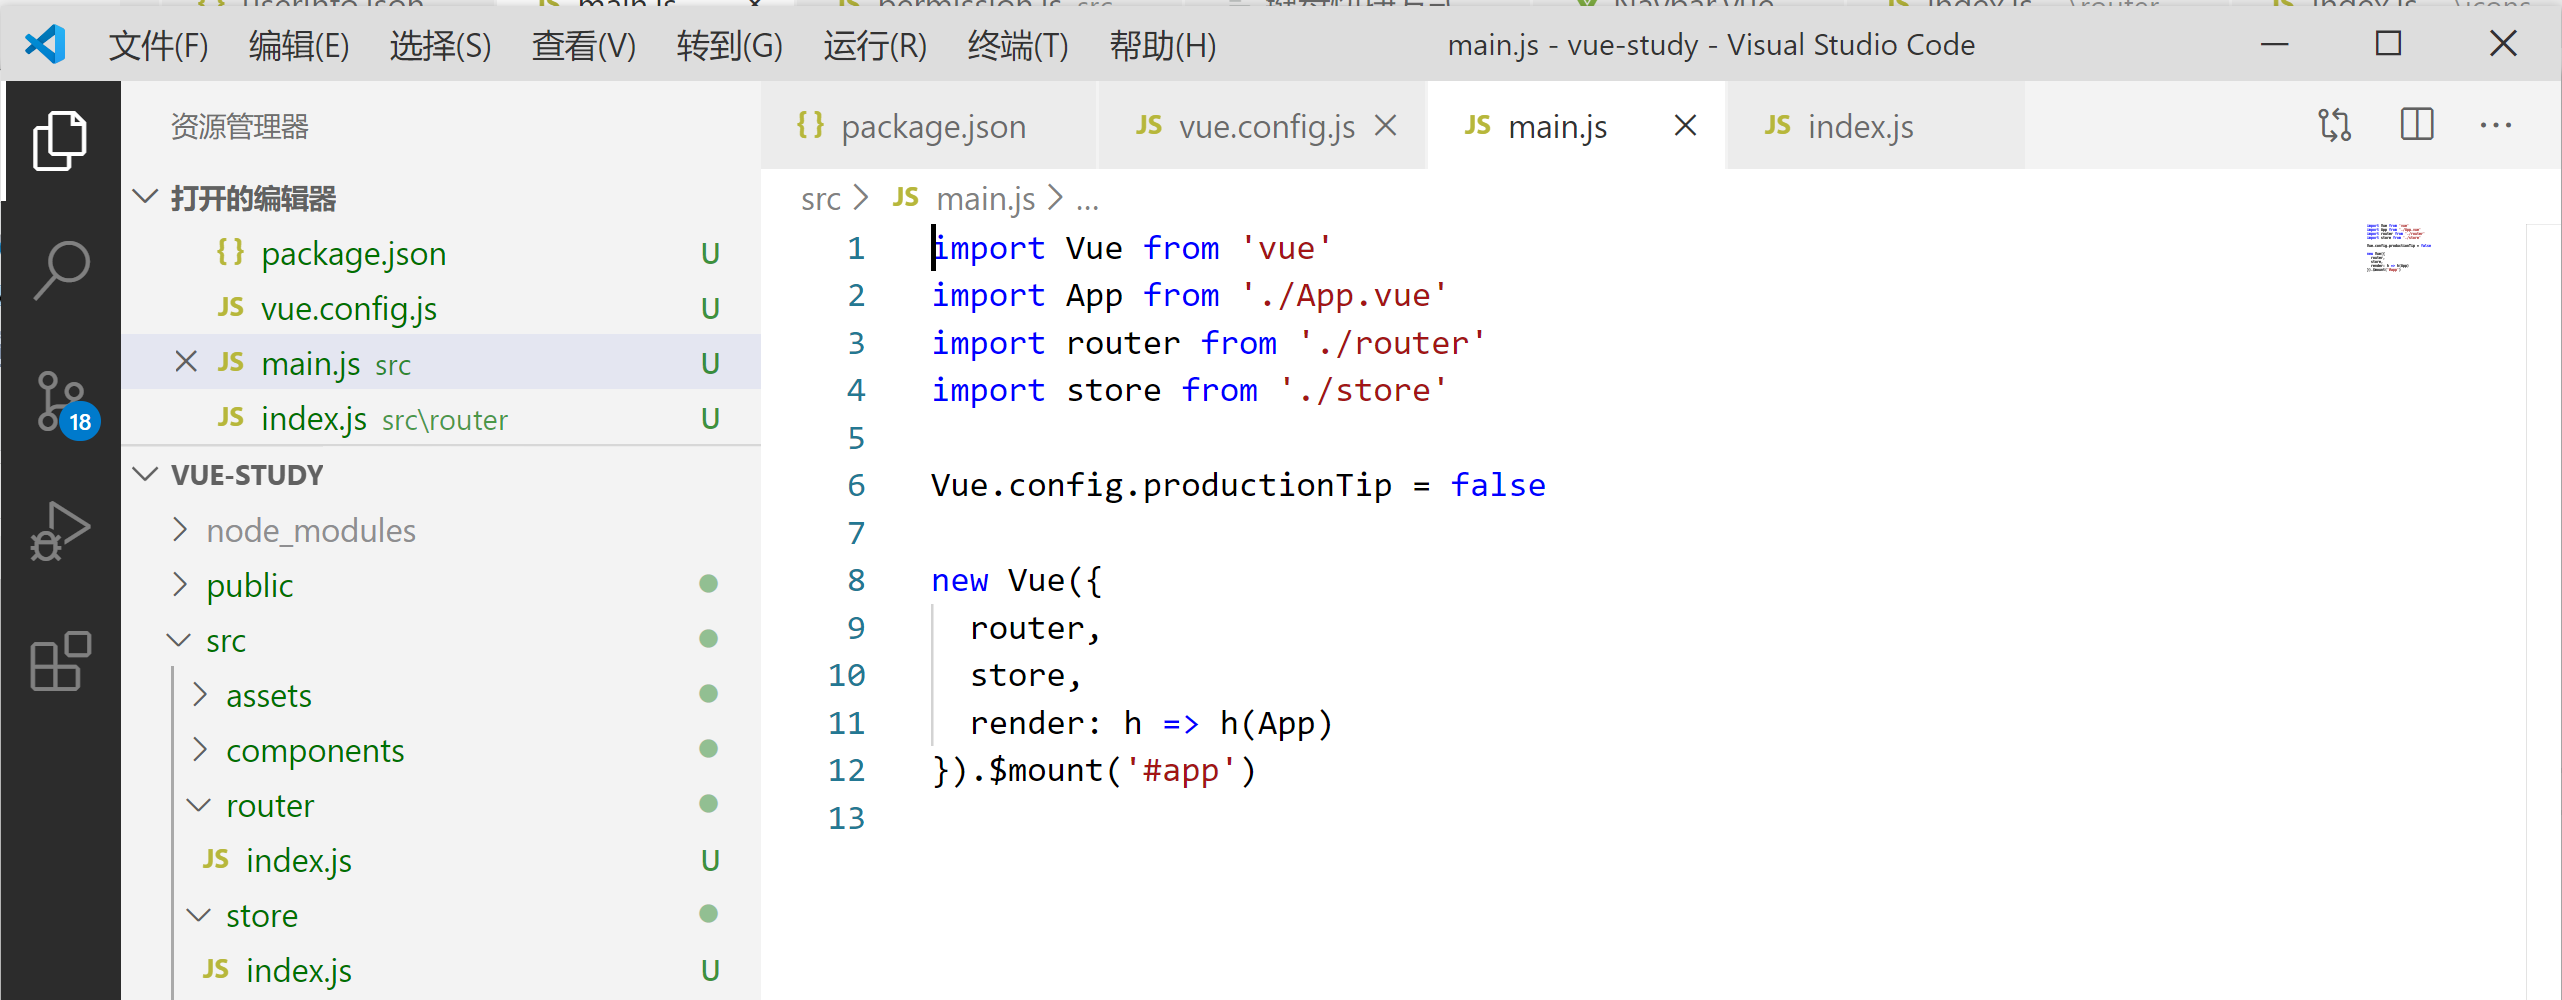 文件(F) 编辑(E) 选择(S) 查看(V) 转到(G) 运行(R) 终端(T) 帮助(H) main.js - vue-study - Visual Studio Code
资源管理器
打开的编辑器
{} package.json U
JS vue.config.js U
JS main.js src U
JS index.js src\router U
18
VUE-STUDY
node_modules
public
src
assets
components
router
JS index.js U
store
JS index.js U
{} package.json JS vue.config.js JS main.js JS index.js
src > JS main.js > ...
1 import Vue from 'vue'
2 import App from './App.vue'
3 import router from './router'
4 import store from './store'
5
6 Vue.config.productionTip = false
7
8 new Vue({
9 router,
10 store,
11 render: h => h(App)
12 }).$mount('#app')
13